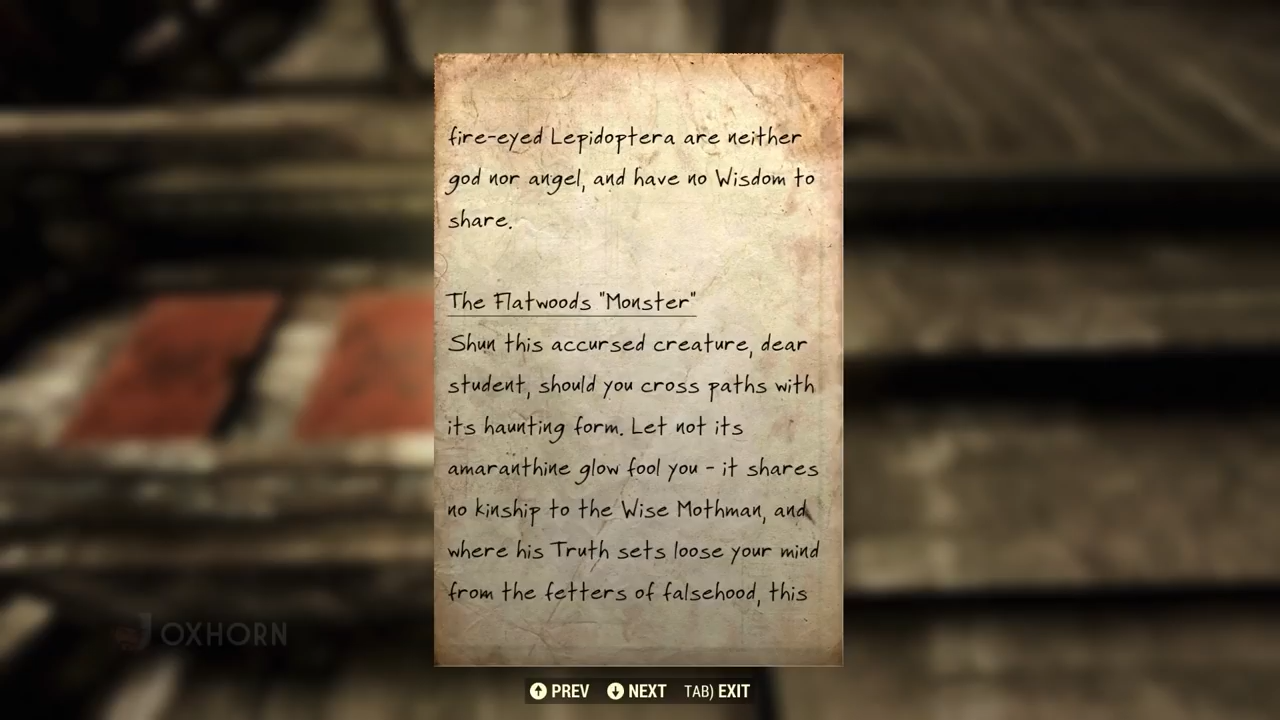 fire-eyed Lepidoptera are neither
god nor angel, and have no Wisdom to
share.
The Flatwoods "Monster"
Shun this accursed creature, dear
student, should you cross paths with
its haunting form. Let not its
amaranthine glow fool you - it shares
no kinship to the Wise Mothman, and
where his Truth sets loose your mind
from the fetters of falsehood, this
OXHORN
PREV NEXT TAB) EXIT